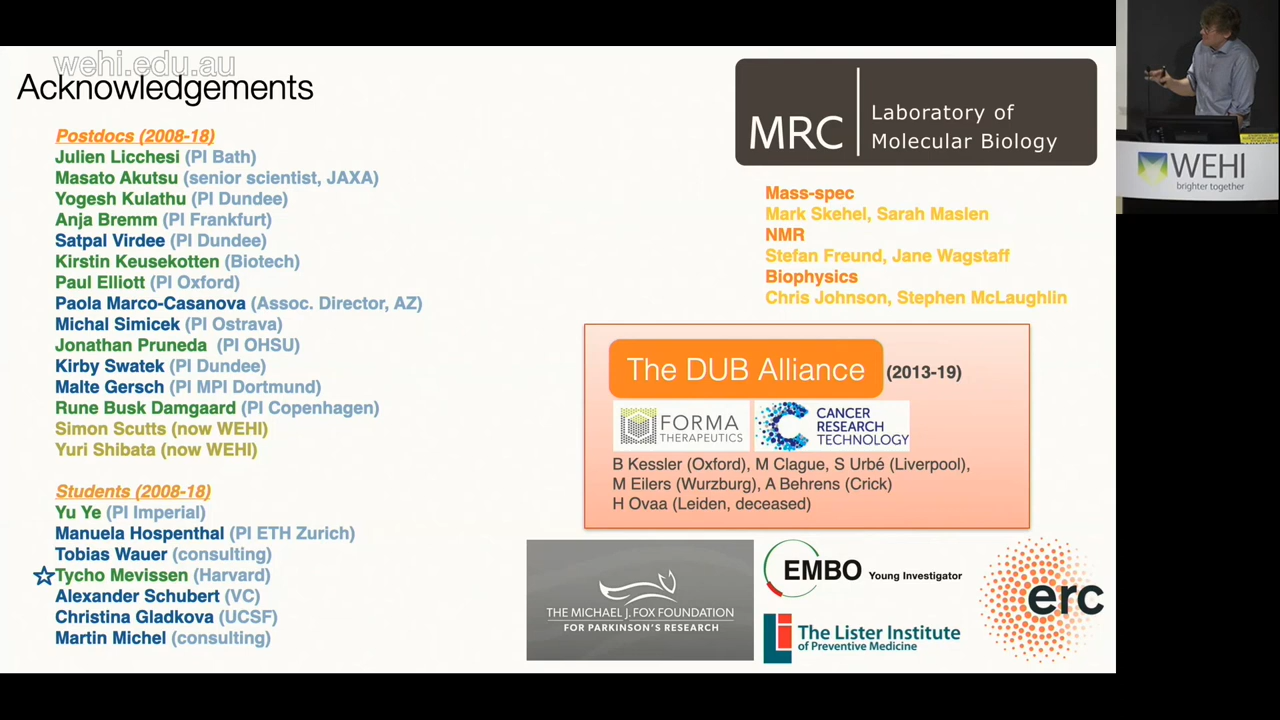 wehi.edu.au
Acknowledgements
Postdocs (2008-18)
Julien Licchesi (PI Bath)
Masato Akutsu (senior scientist, JAXA)
Yogesh Kulathu (PI Dundee)
Anja Bremm (PI Frankfurt)
Satpal Virdee (PI Dundee)
Kirstin Keusekotten (Biotech)
Paul Elliott (PI Oxford)
Paola Marco-Casanova (Assoc. Director, AZ)
Michal Simicek (PI Ostrava)
Jonathan Pruneda (PI OHSU)
Kirby Swatek (PI Dundee)
Malte Gersch (PI MPI Dortmund)
Rune Busk Damgaard (PI Copenhagen)
Simon Scutts (now WEHI)
Yuri Shibata (now WEHI)
Students (2008-18)
Yu Ye (PI Imperial)
Manuela Hospenthal (PI ETH Zurich)
Tobias Wauer (consulting)
Tycho Mevissen (Harvard)
Alexander Schubert (VC)
Christina Gladkova (UCSF)
Martin Michel (consulting)
MRC
Laboratory of
Molecular Biology
Mass-spec
Mark Skehel, Sarah Maslen
NMR
Stefan Freund, Jane Wagstaff
Biophysics
Chris Johnson, Stephen McLaughlin
The DUB Alliance (2013-19)
FORMA
THERAPEUTICS
CANCER
RESEARCH
TECHNOLOGY
B Kessler (Oxford), M Clague, S Urbé (Liverpool),
M Eilers (Wurzburg), A Behrens (Crick)
H Ovaa (Leiden, deceased)
THE MICHAEL J. FOX FOUNDATION
FOR PARKINSON'S RESEARCH
EMBO Young Investigator
The Lister Institute
of Preventive Medicine
erc
WEHI
brighter together